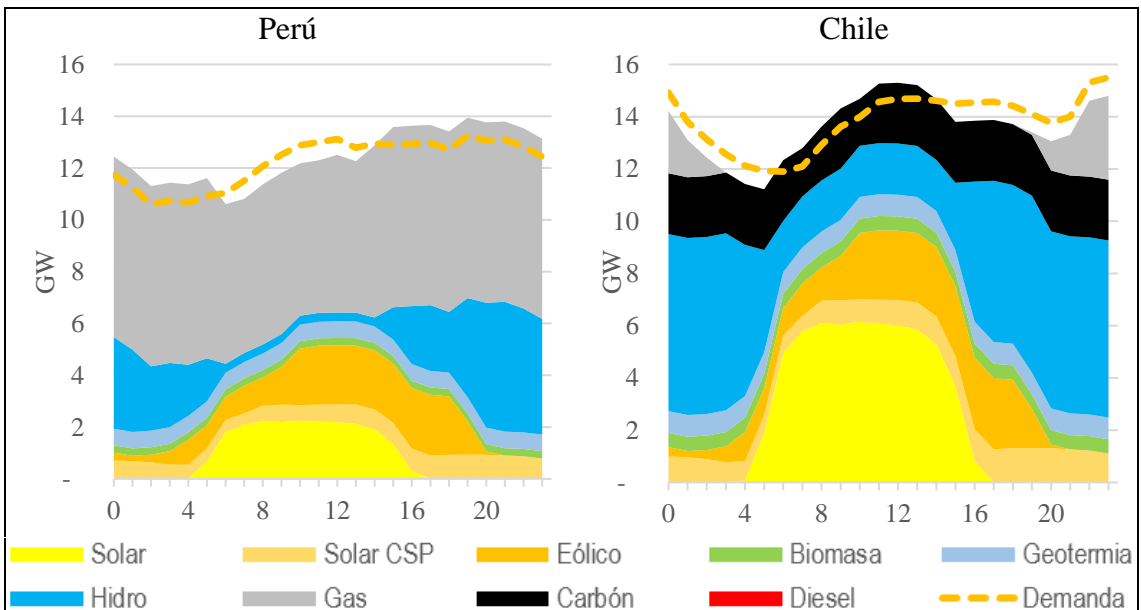 Perú
Chile
16
14
12
10
8
6
4
2
-
GW
0 4 8 12 16 20
16
14
12
10
8
6
4
2
-
GW
0 4 8 12 16 20
Solar Solar CSP Eólico Biomasa Geotermia
Hidro Gas Carbón Diesel Demanda